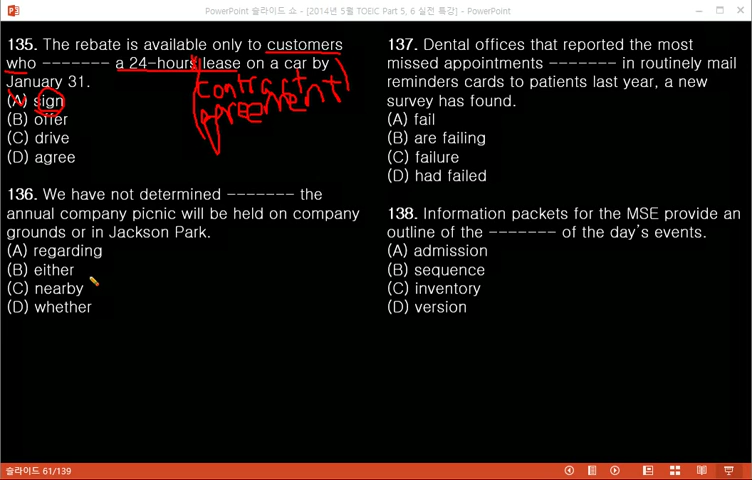 PowerPoint 슬라이드 쇼 - [2014년 5월 TOEIC Part.5, 6 실전 특강] - PowerPoint
135. The rebate is available only to customers
who ------- a 24-hours lease on a car by
January 31.
contract
agreement
(A) sign
(B) offer
(C) drive
(D) agree
136. We have not determined ------- the
annual company picnic will be held on company
grounds or in Jackson Park.
(A) regarding
(B) either
(C) nearby
(D) whether
137. Dental offices that reported the most
missed appointments ------- in routinely mail
reminders cards to patients last year, a new
survey has found.
(A) fail
(B) are failing
(C) failure
(D) had failed
138. Information packets for the MSE provide an
outline of the ------- of the day's events.
(A) admission
(B) sequence
(C) inventory
(D) version
슬라이드 61/139